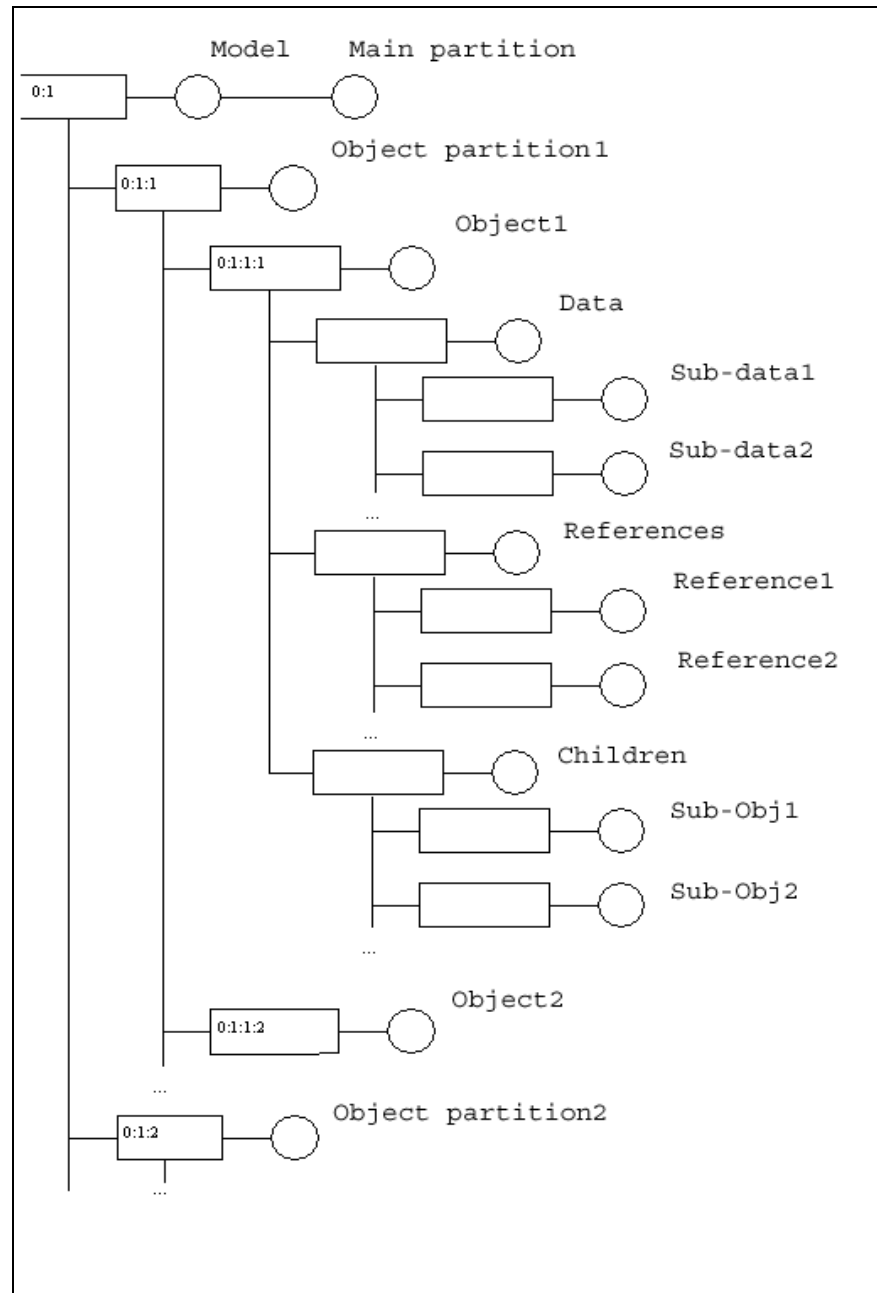 Model Main partition
0:1
Object partition1
0:1:1
Object1
0:1:1:1
Data
Sub-data1
Sub-data2
...
References
Reference1
Reference2
...
Children
Sub-Obj1
Sub-Obj2
...
Object2
0:1:1:2
...
Object partition2
0:1:2
...
...